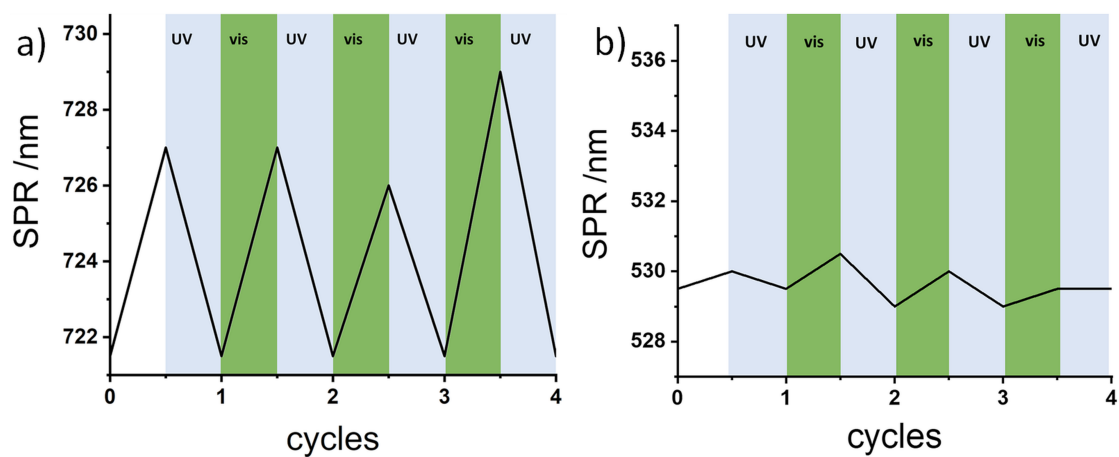 a)
SPR /nm
730
728
726
724
722
UV vis UV vis UV vis UV
0 1 2 3 4
cycles
b)
SPR /nm
536
534
532
530
528
UV vis UV vis UV vis UV
0 1 2 3 4
cycles